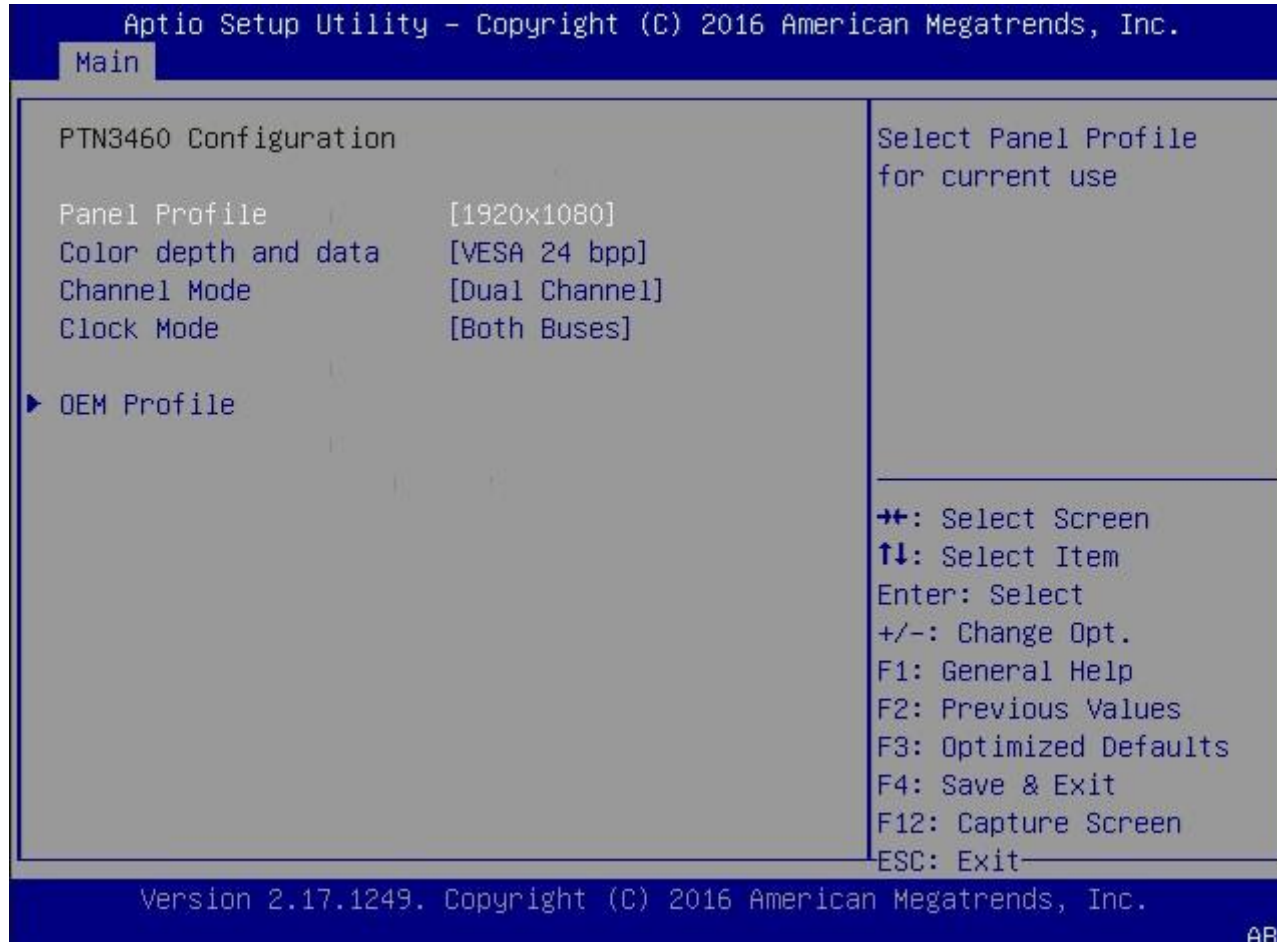 Aptio Setup Utility – Copyright (C) 2016 American Megatrends, Inc.
Main
PTN3460 Configuration
Panel Profile [1920x1080]
Color depth and data [VESA 24 bpp]
Channel Mode [Dual Channel]
Clock Mode [Both Buses]
▶ OEM Profile
Select Panel Profile
for current use
→←: Select Screen
↑↓: Select Item
Enter: Select
+/-: Change Opt.
F1: General Help
F2: Previous Values
F3: Optimized Defaults
F4: Save & Exit
F12: Capture Screen
ESC: Exit
Version 2.17.1249. Copyright (C) 2016 American Megatrends, Inc.
AB